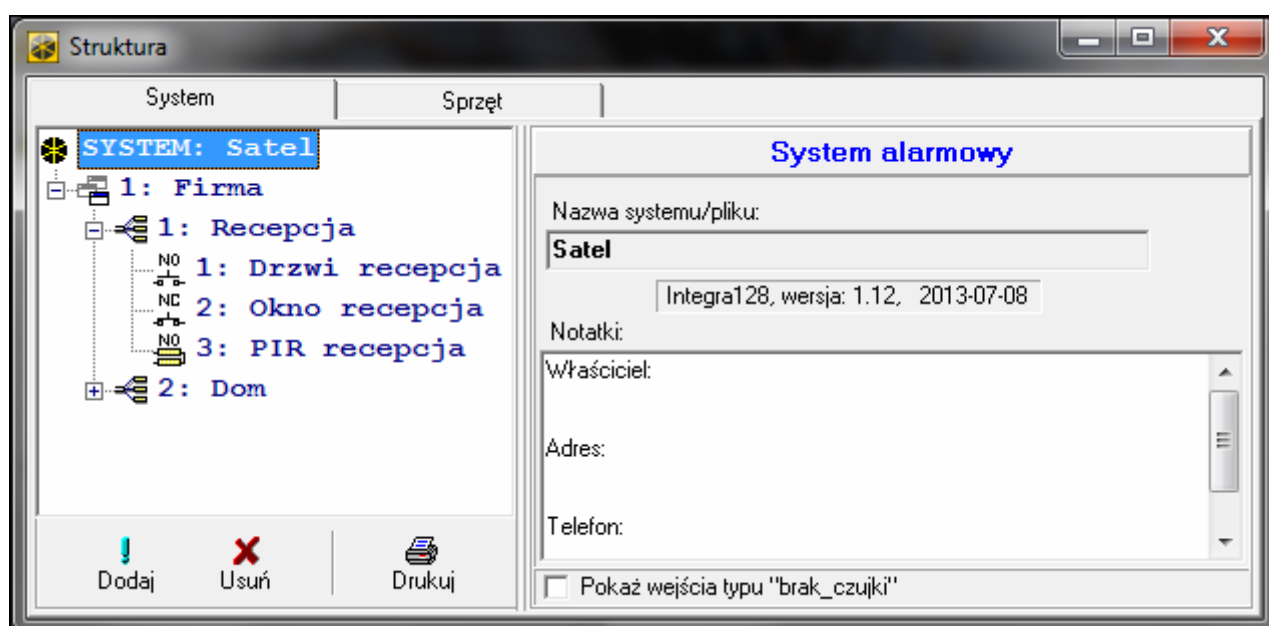 Struktura
System
Sprzęt
SYSTEM: Satel
1: Firma
1: Recepcja
NO 1: Drzwi recepcja
NC 2: Okno recepcja
NO 3: PIR recepcja
2: Dom
Dodaj
Usuń
Drukuj
System alarmowy
Nazwa systemu/pliku:
Satel
Integra128, wersja: 1.12, 2013-07-08
Notatki:
Właściciel:
Adres:
Telefon:
Pokaż wejścia typu "brak_czujki"